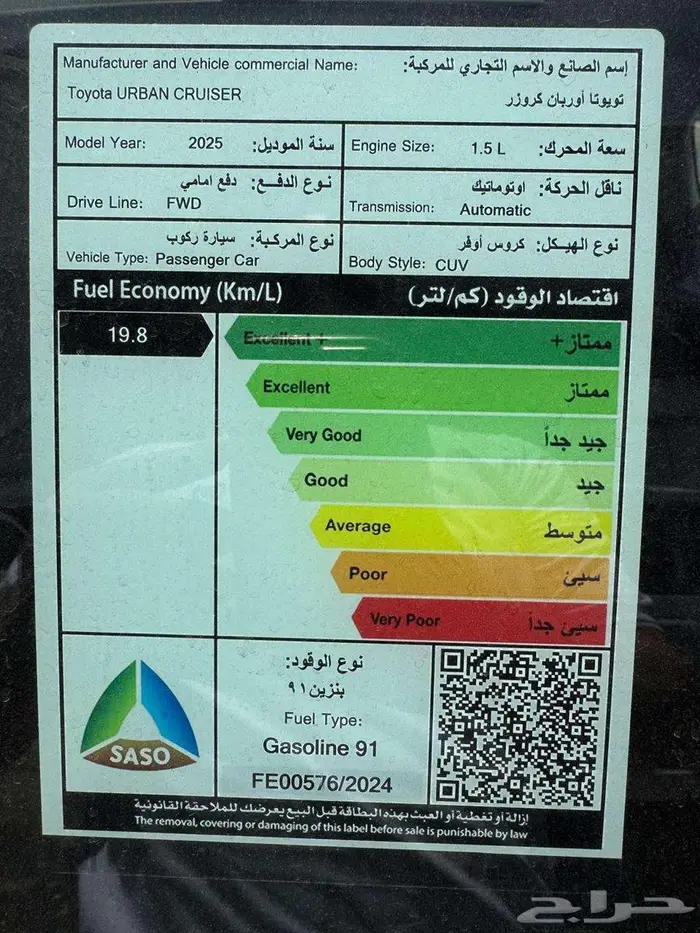 Manufacturer and Vehicle commercial Name: إسم الصانع والاسم التجاري للمركبة:
Toyota URBAN CRUISER تويوتا أوربان كروزر
Model Year: 2025 سنة الموديل:
Engine Size: 1.5 L سعة المحرك:
نوع الدفع: دفع امامي
Drive Line: FWD
ناقل الحركة: اوتوماتيك
Transmission: Automatic
نوع المركبة: سيارة ركوب
Vehicle Type: Passenger Car
نوع الهيكل: كروس أوفر
Body Style: CUV
Fuel Economy (Km/L) اقتصاد الوقود (كم/لتر)
19.8
Excellent + ممتاز +
Excellent ممتاز
Very Good جيد جداً
Good جيد
Average متوسط
Poor سيئ
Very Poor سيئ جداً
SASO
نوع الوقود:
بنزين ٩١
Fuel Type:
Gasoline 91
FE00576/2024
إزالة أو تغطية أو العبث بهذه البطاقة قبل البيع يعرضك للملاحقة القانونية
The removal, covering or damaging of this label before sale is punishable by law
حراج